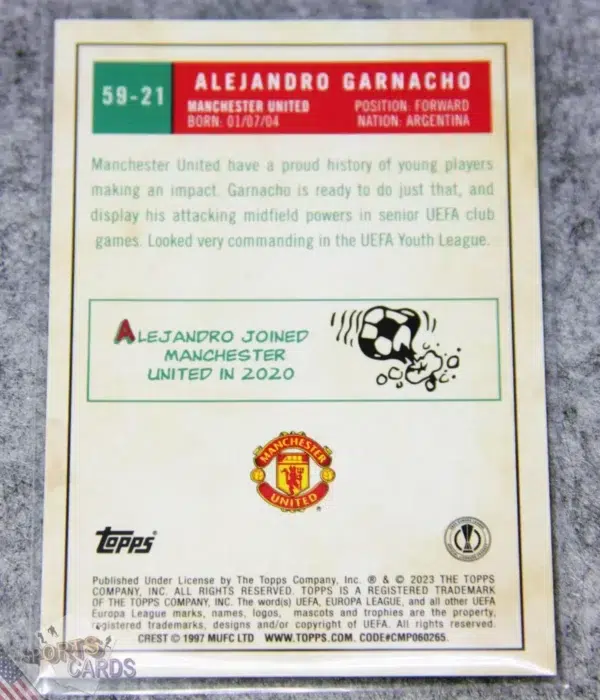 59-21
ALEJANDRO GARNACHO
MANCHESTER UNITED POSITION: FORWARD
BORN: 01/07/04 NATION: ARGENTINA
Manchester United have a proud history of young players
making an impact. Garnacho is ready to do just that, and
display his attacking midfield powers in senior UEFA club
games. Looked very commanding in the UEFA Youth League.
ALEJANDRO JOINED
MANCHESTER
UNITED IN 2020
MANCHESTER
UNITED
®
topps®
Published Under License by The Topps Company, Inc. ® & © 2023 THE TOPPS
COMPANY, INC. ALL RIGHTS RESERVED. TOPPS IS A REGISTERED TRADEMARK
OF THE TOPPS COMPANY, INC. The word(s) UEFA, EUROPA LEAGUE, and all other UEFA
Europa League marks, names, logos, mascots and trophies are the property,
registered trademarks, designs and/or copyright of UEFA. All rights reserved.
CREST © 1997 MUFC LTD WWW.TOPPS.COM. CODE#CMP060265.
SPORTS
CARDS